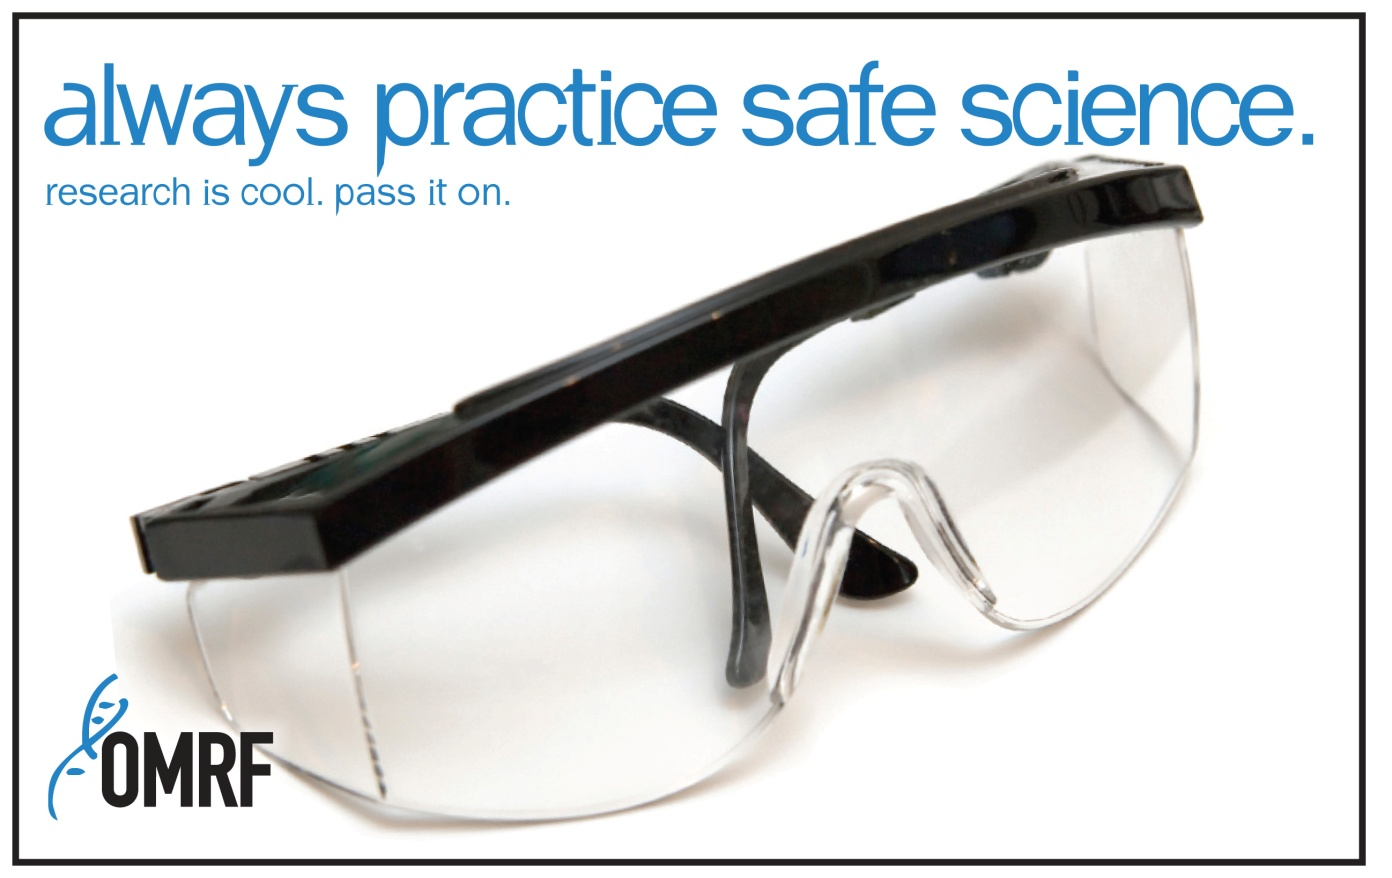 always practice safe science.
research is cool. pass it on.
OMRF